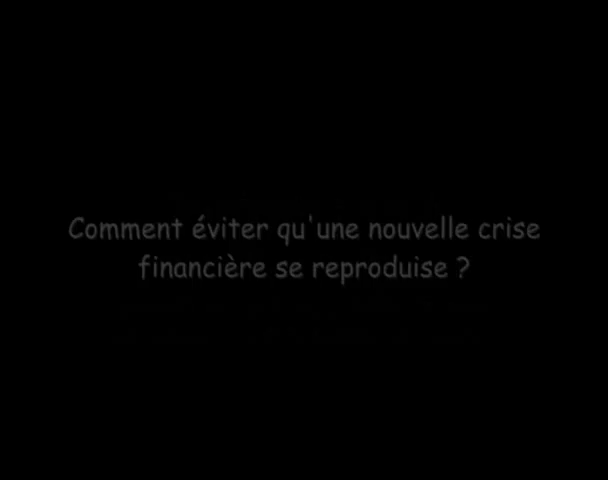 Comment éviter qu'une nouvelle crise
financière se reproduise ?